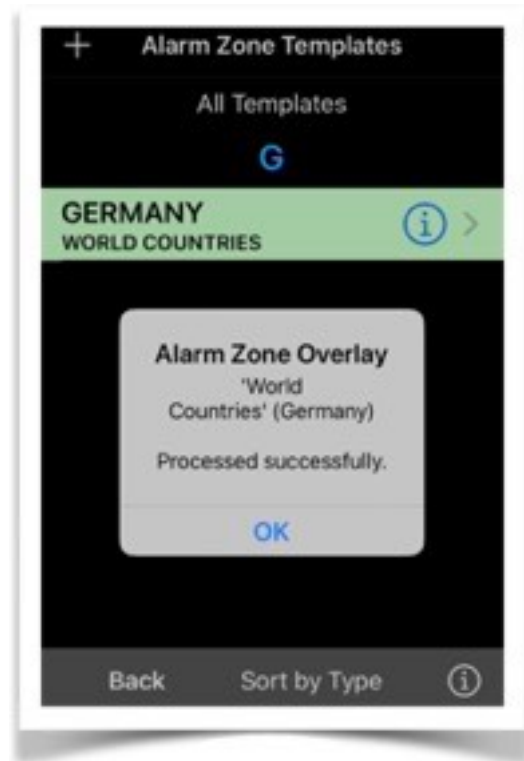 + Alarm Zone Templates
All Templates
G
GERMANY
WORLD COUNTRIES
Alarm Zone Overlay
'World
Countries' (Germany)
Processed successfully.
OK
Back Sort by Type